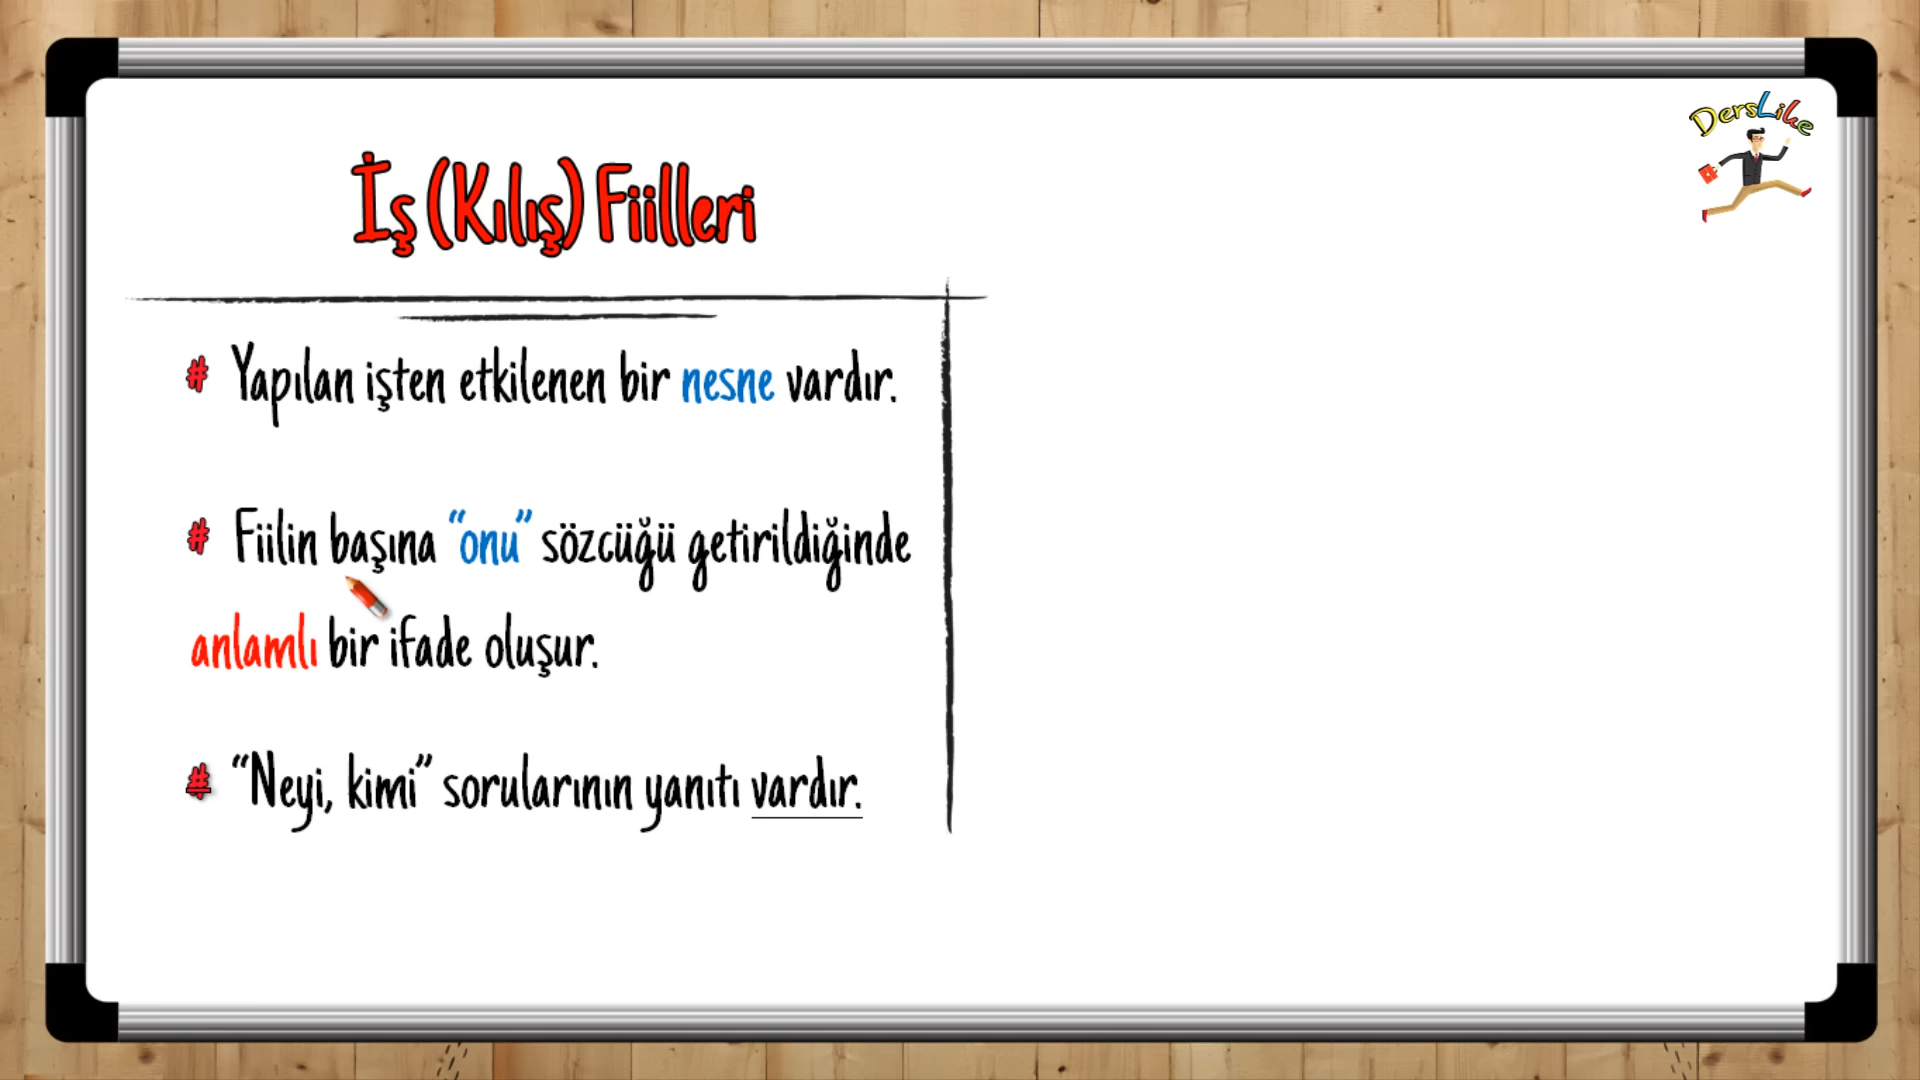 DersLike
İş (Kılış) Fiilleri
# Yapılan işten etkilenen bir nesne vardır.
# Fiilin başına “onu” sözcüğü getirildiğinde
anlamlı bir ifade oluşur.
# “Neyi, kimi” sorularının yanıtı vardır.